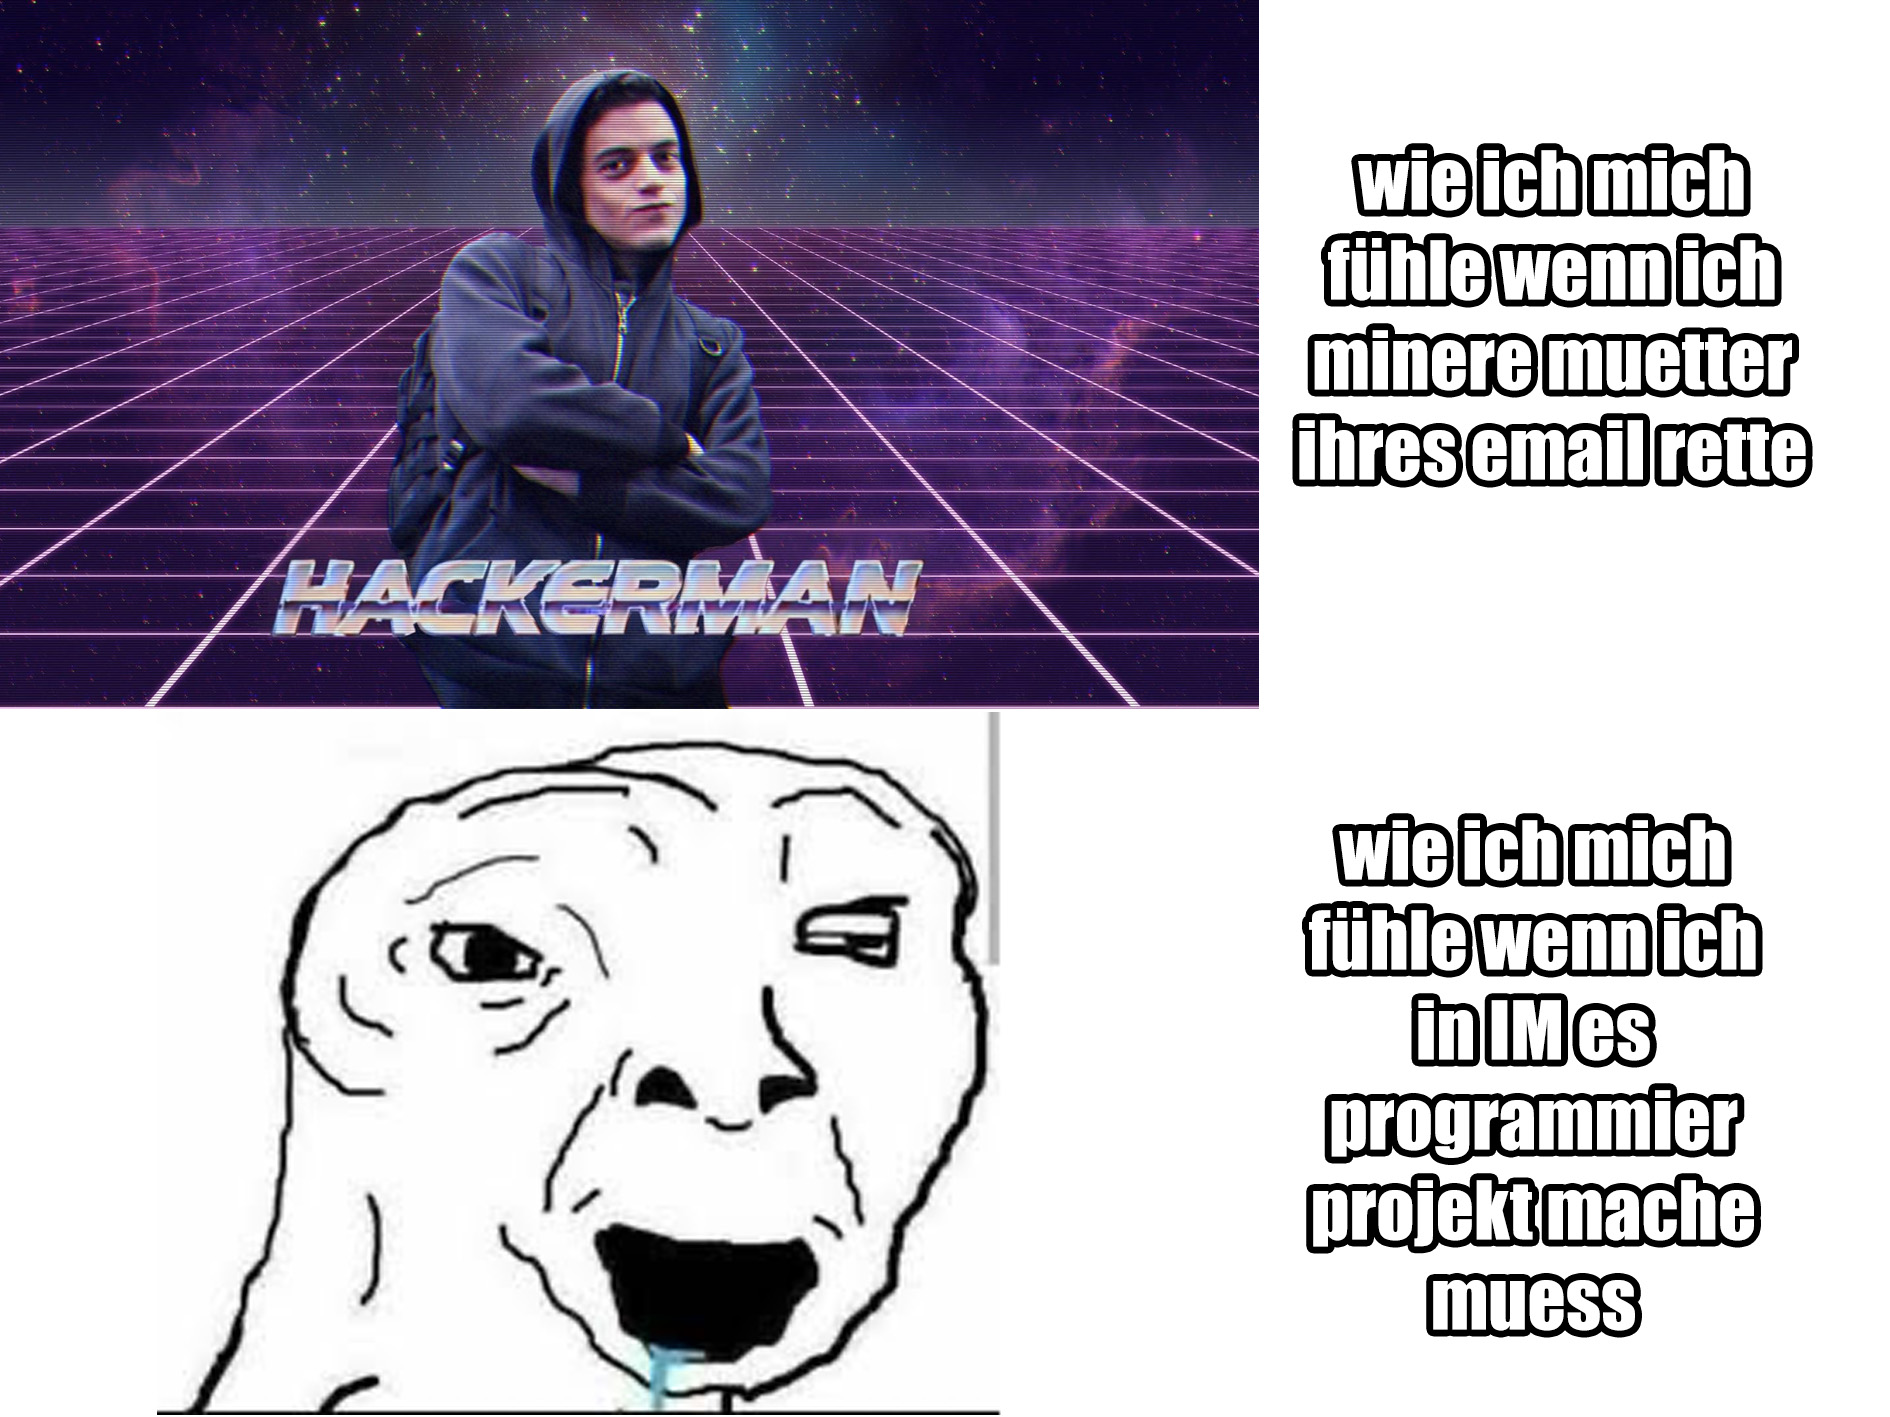 HACKERMAN
wie ich mich
fühle wenn ich
minere muetter
ihres email rette
wie ich mich
fühle wenn ich
in IM es
programmier
projekt mache
muess